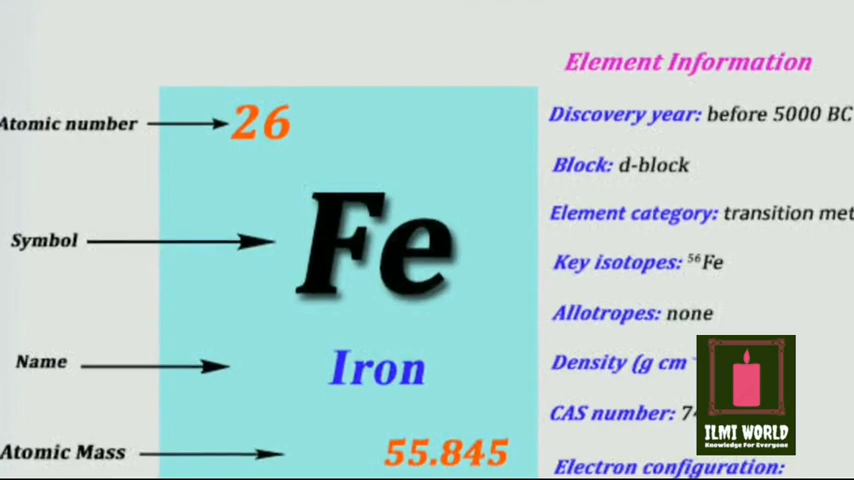 Element Information
Atomic number
26
Discovery year: before 5000 BC
Block: d-block
Symbol
Fe
Element category: transition met
Key isotopes: ⁵⁶Fe
Allotropes: none
Name
Iron
Density (g cm
CAS number: 7
ILMI WORLD
Knowledge For Everyone
Atomic Mass
55.845
Electron configuration: